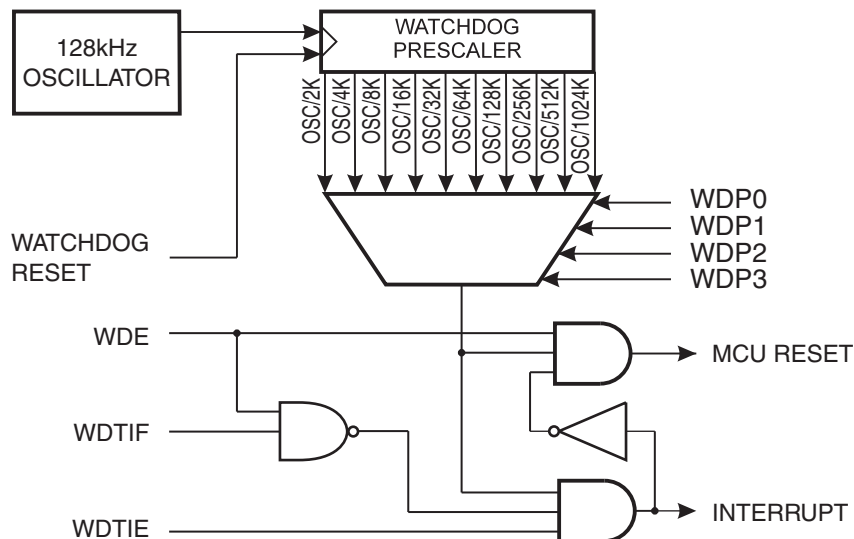 128kHz
OSCILLATOR
WATCHDOG
PRESCALER
OSC/2K
OSC/4K
OSC/8K
OSC/16K
OSC/32K
OSC/64K
OSC/128K
OSC/256K
OSC/512K
OSC/1024K
WDP0
WDP1
WDP2
WDP3
WATCHDOG
RESET
WDE
MCU RESET
WDTIF
INTERRUPT
WDTIE